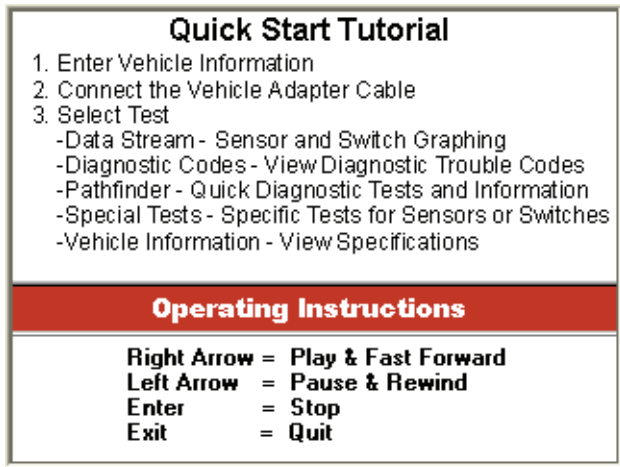 Quick Start Tutorial
1. Enter Vehicle Information
2. Connect the Vehicle Adapter Cable
3. Select Test
-Data Stream - Sensor and Switch Graphing
-Diagnostic Codes - View Diagnostic Trouble Codes
-Pathfinder - Quick Diagnostic Tests and Information
-Special Tests - Specific Tests for Sensors or Switches
-Vehicle Information - View Specifications
Operating Instructions
Right Arrow = Play & Fast Forward
Left Arrow = Pause & Rewind
Enter = Stop
Exit = Quit